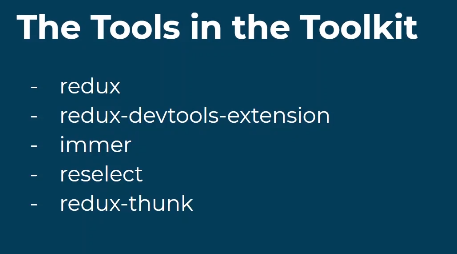 The Tools in the Toolkit
- redux
- redux-devtools-extension
- immer
- reselect
- redux-thunk